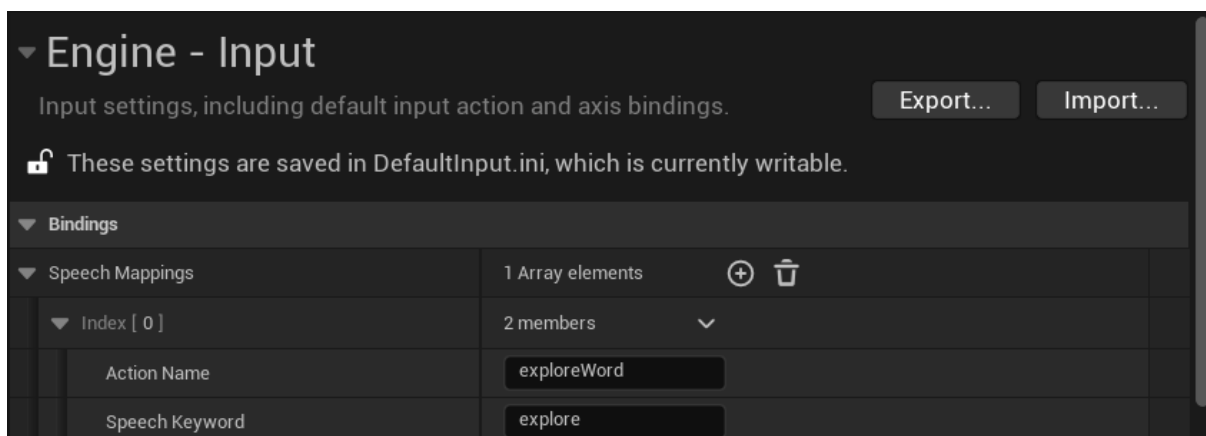 Engine - Input
Input settings, including default input action and axis bindings.
Export...
Import...
These settings are saved in DefaultInput.ini, which is currently writable.
Bindings
Speech Mappings
1 Array elements
Index [ 0 ]
2 members
Action Name
exploreWord
Speech Keyword
explore